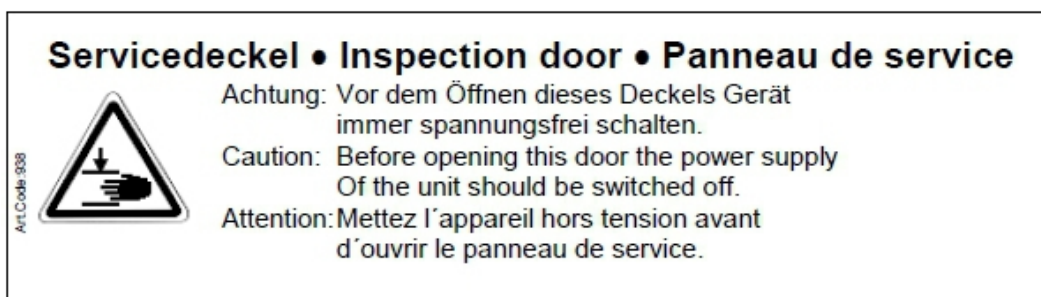 Servicedeckel • Inspection door • Panneau de service
Achtung: Vor dem Öffnen dieses Deckels Gerät
immer spannungsfrei schalten.
Caution: Before opening this door the power supply
Of the unit should be switched off.
Attention: Mettez l´appareil hors tension avant
d´ouvrir le panneau de service.
Art.Code:938